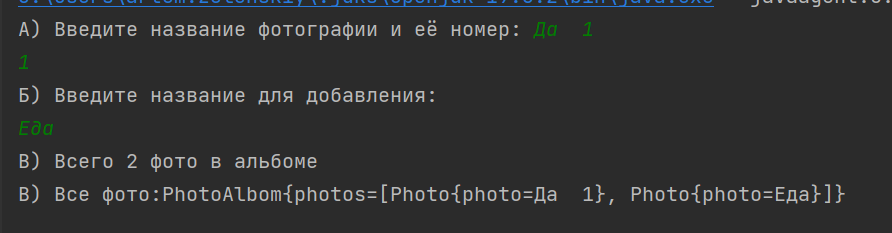 А) Введите название фотографии и её номер: Да  1
1
Б) Введите название для добавления:
Еда
В) Всего 2 фото в альбоме
В) Все фото:PhotoAlbom{photos=[Photo{photo=Да  1}, Photo{photo=Еда}]}